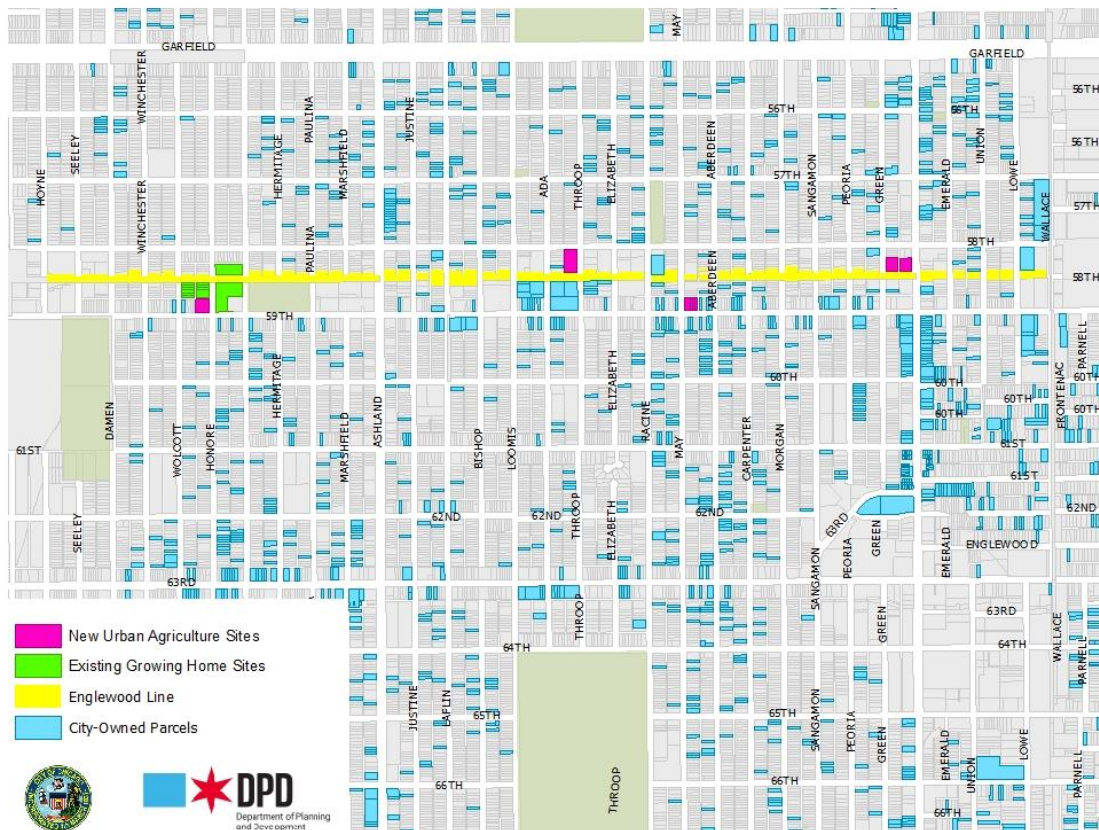 MAY
GARFIELD
GARFIELD
WINCHESTER
56TH
56TH
56TH
SEELEY
PAULINA
JUSTINE
UNION
56TH
HERMITAGE
MARSHFIELD
ABERDEEN
HOYNE
ADA
THROOP
ELIZABETH
57TH
SANGAMON
PEORIA
GREEN
EMERALD
LOWE
WINCHESTER
57TH
WALLACE
PAULINA
58TH
ABERDEEN
58TH
59TH
PARNELL
HERMITAGE
ELIZABETH
60TH
60TH
60TH
60TH
FRONTENAC
60TH
60TH
DAMEN
MARSHFIELD
ASHLAND
RACINE
61ST
WOLCOTT
HONORE
BISHOP
LOOMIS
MAY
CARPENTER
MORGAN
61ST
61ST
SEELEY
62ND
62ND
THROOP
ELIZABETH
62ND
63RD
PEORIA
GREEN
EMERALD
62ND
ENGLEWOOD
63RD
SANGAMON
THROOP
63RD
64TH
GREEN
64TH
WALLACE
PARNELL
New Urban Agriculture Sites
Existing Growing Home Sites
Englewood Line
City-Owned Parcels
JUSTINE
LAFLIN
65TH
65TH
SANGAMON
PEORIA
GREEN
EMERALD
UNION
LOWE
PARNELL
66TH
THROOP
66TH
66TH
DPD
Department of Planning
and Development